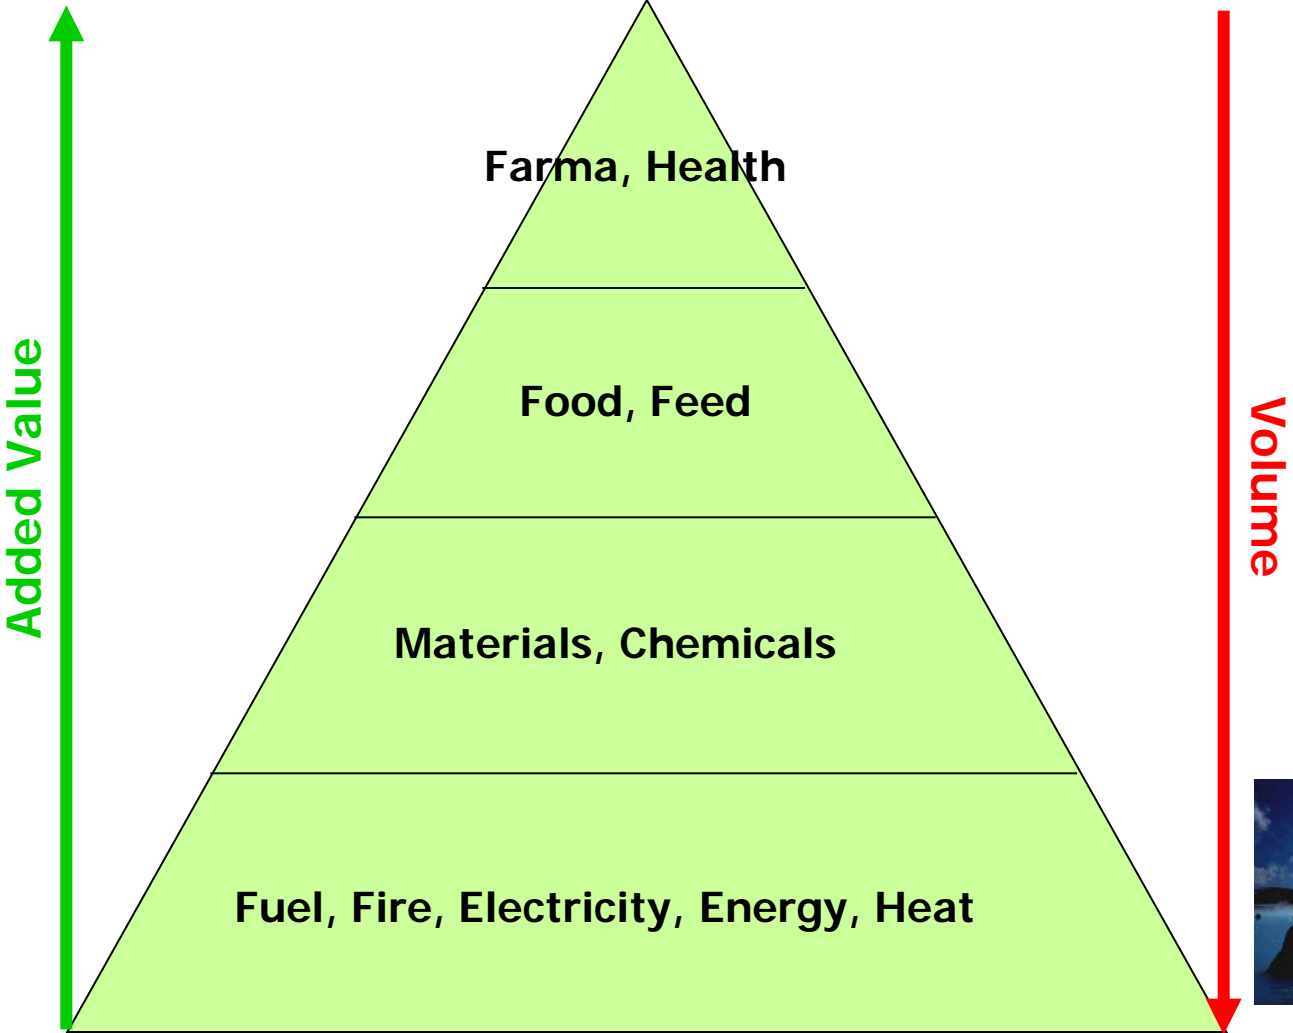 Farma, Health
Food, Feed
Materials, Chemicals
Fuel, Fire, Electricity, Energy, Heat
Added Value
Volume